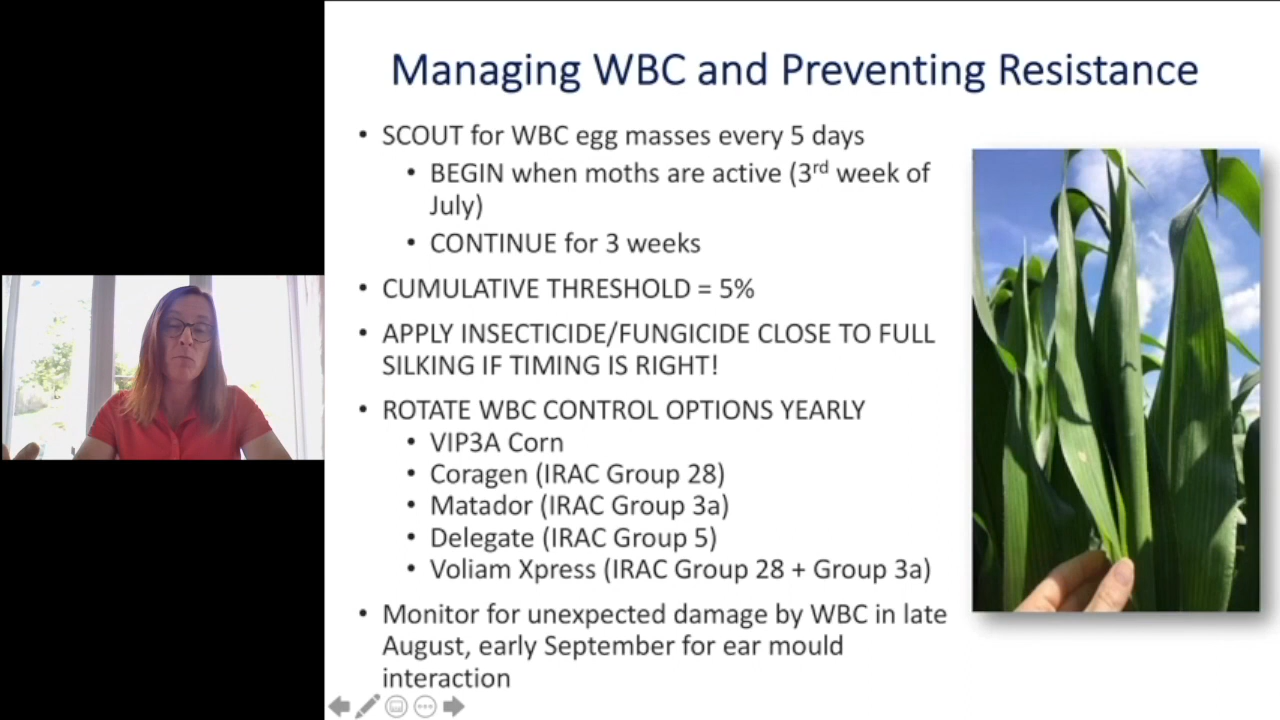 Managing WBC and Preventing Resistance
• SCOUT for WBC egg masses every 5 days
• BEGIN when moths are active (3rd week of
July)
• CONTINUE for 3 weeks
• CUMULATIVE THRESHOLD = 5%
• APPLY INSECTICIDE/FUNGICIDE CLOSE TO FULL
SILKING IF TIMING IS RIGHT!
• ROTATE WBC CONTROL OPTIONS YEARLY
• VIP3A Corn
• Coragen (IRAC Group 28)
• Matador (IRAC Group 3a)
• Delegate (IRAC Group 5)
• Voliam Xpress (IRAC Group 28 + Group 3a)
• Monitor for unexpected damage by WBC in late
August, early September for ear mould
interaction